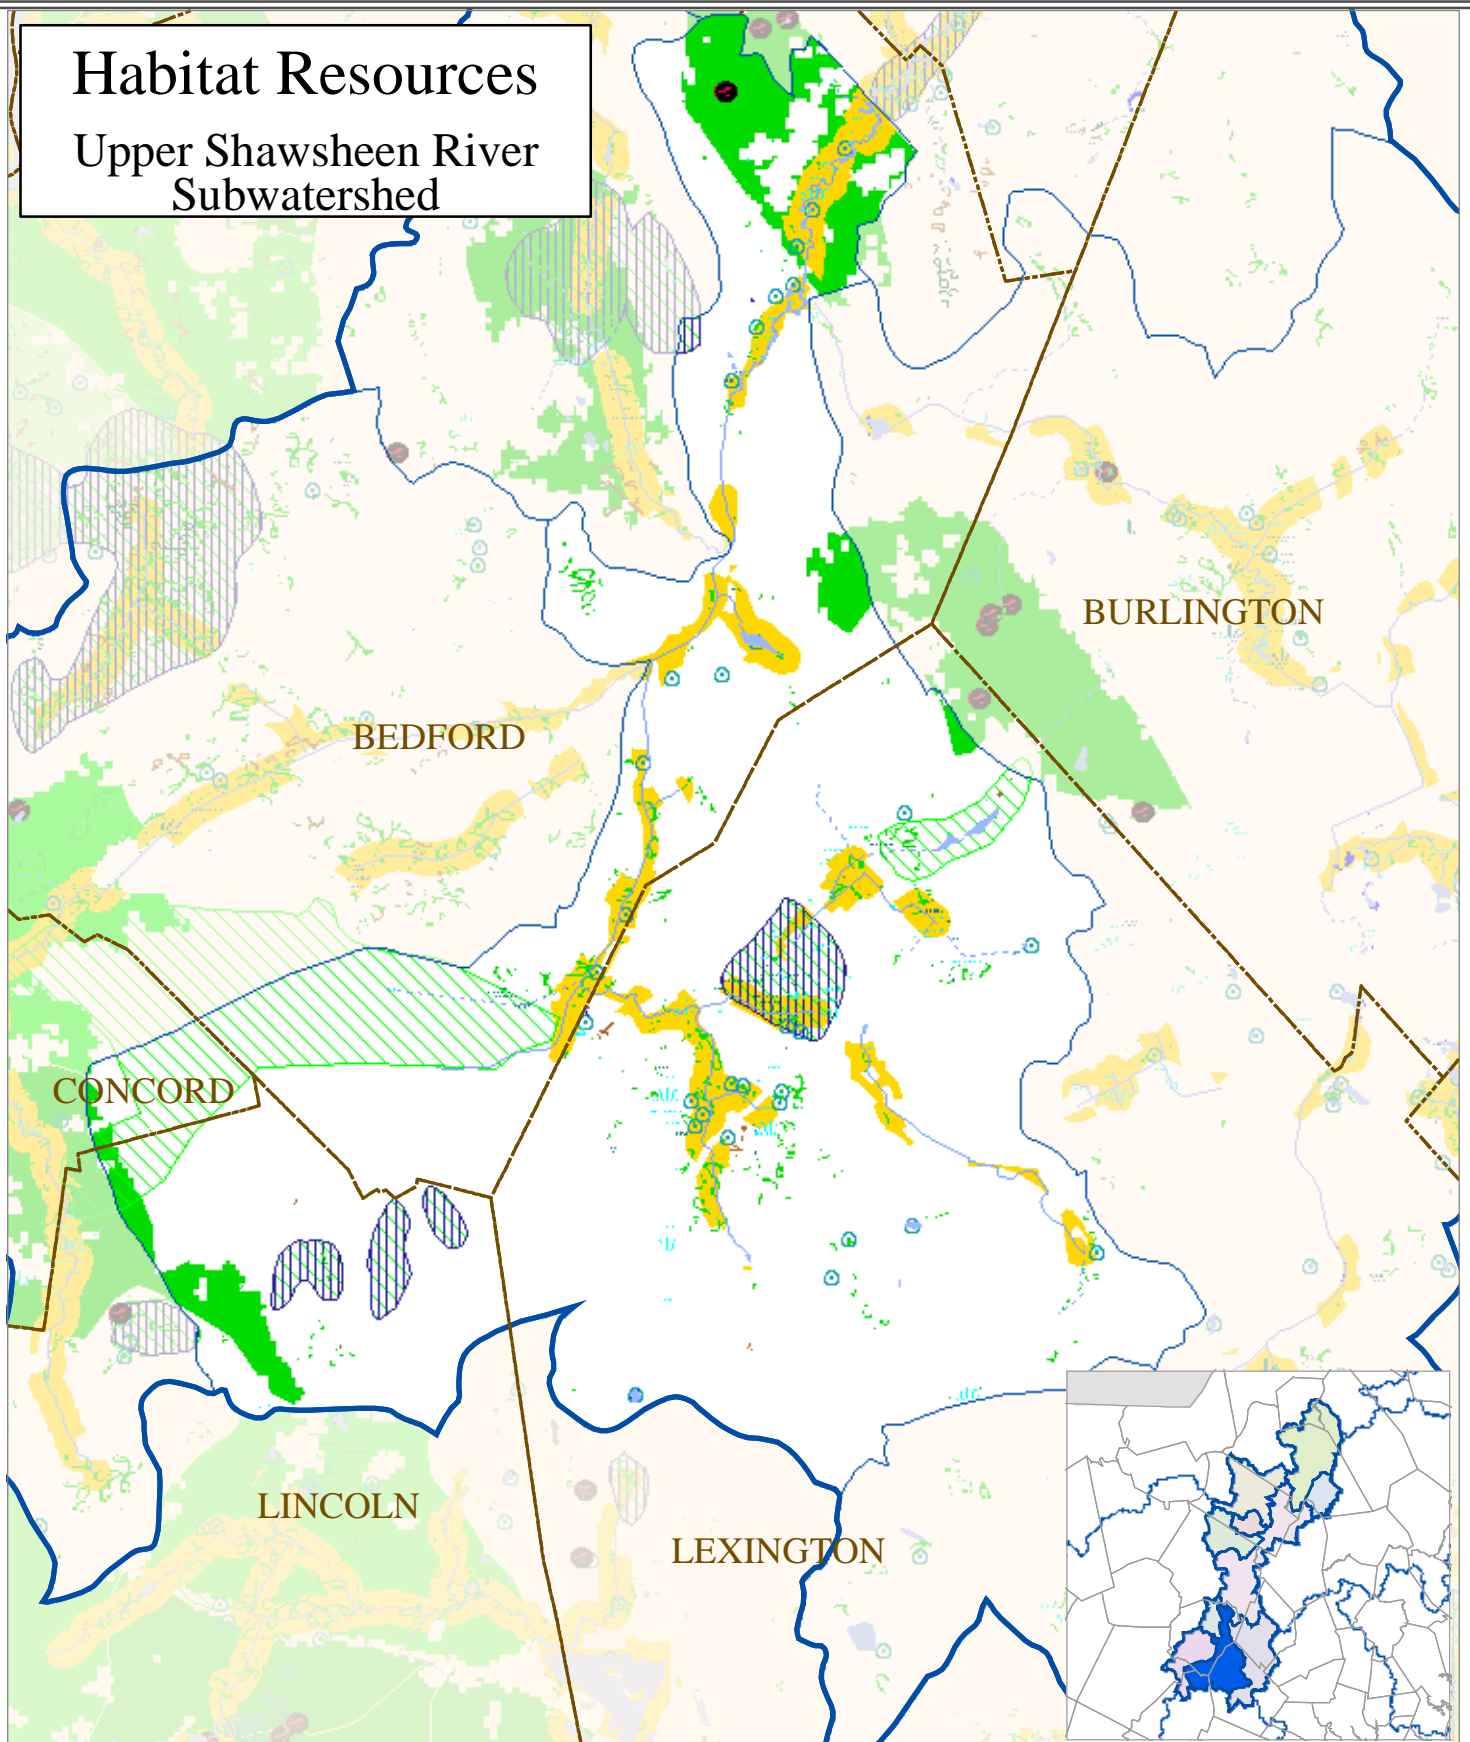 Habitat Resources
Upper Shawsheen River
Subwatershed
BURLINGTON
BEDFORD
CONCORD
LINCOLN
LEXINGTON